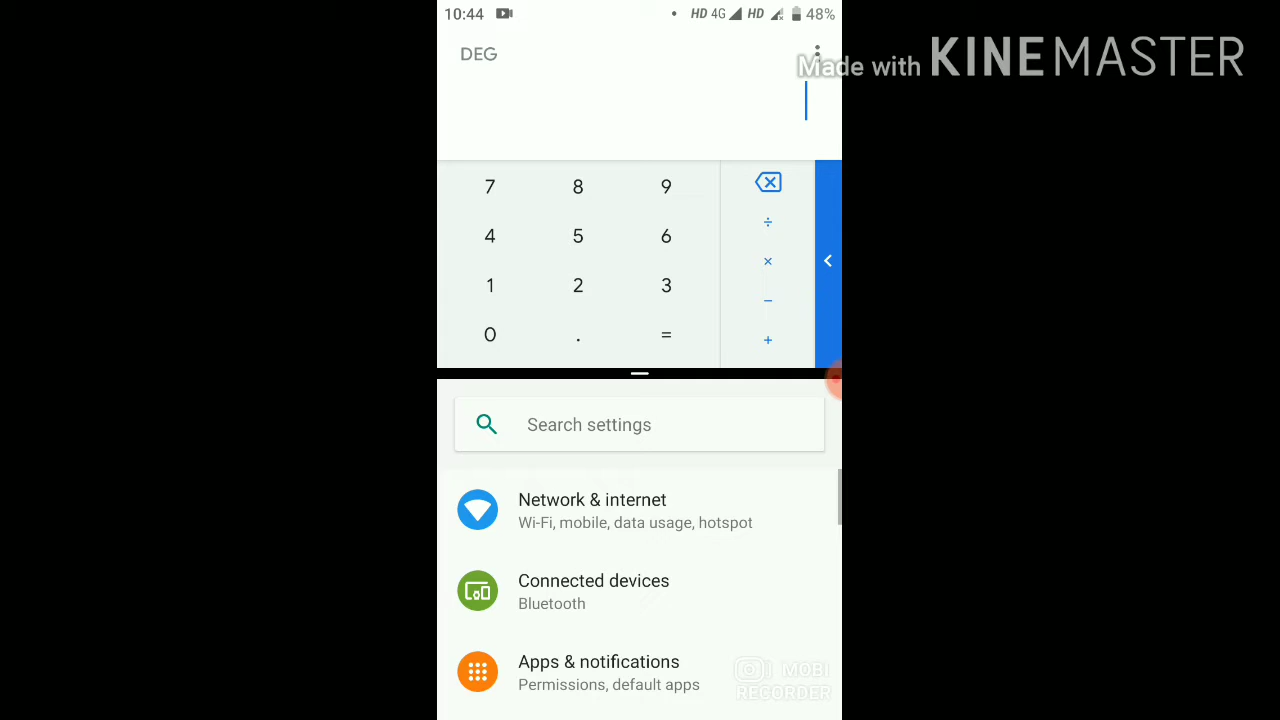 10:44 HD 4G HD 48%
DEG
Made with KINEMASTER
7 8 9
÷
4 5 6
×
1 2 3
−
0 . =
+
Search settings
Network & internet
Wi-Fi, mobile, data usage, hotspot
Connected devices
Bluetooth
Apps & notifications
Permissions, default apps
MOBI
RECORDER